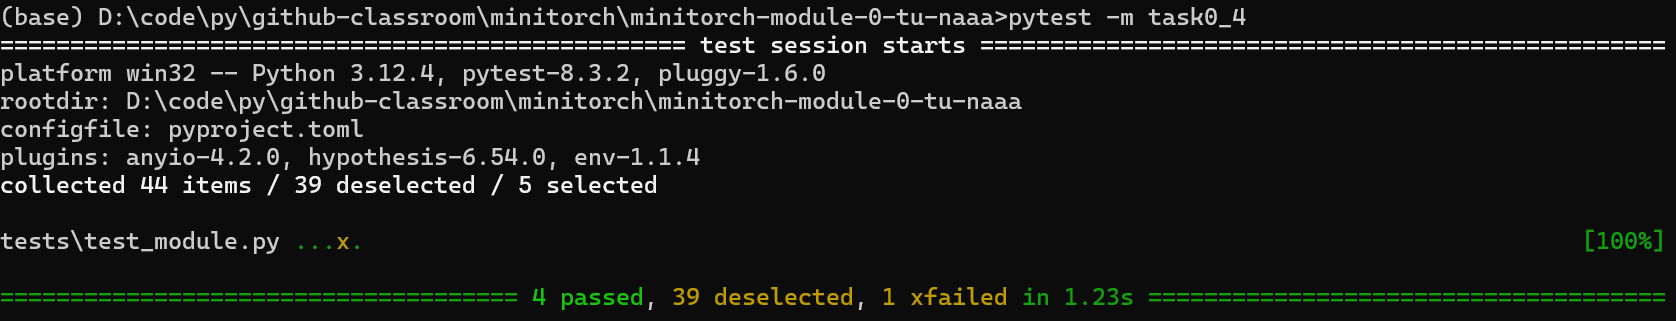 (base) D:\code\py\github-classroom\minitorch\minitorch-module-0-tu-naaa>pytest -m task0_4
================================================= test session starts =================================================
platform win32 -- Python 3.12.4, pytest-8.3.2, pluggy-1.6.0
rootdir: D:\code\py\github-classroom\minitorch\minitorch-module-0-tu-naaa
configfile: pyproject.toml
plugins: anyio-4.2.0, hypothesis-6.54.0, env-1.1.4
collected 44 items / 39 deselected / 5 selected
tests\test_module.py ...x. [100%]
===================================== 4 passed, 39 deselected, 1 xfailed in 1.23s =====================================